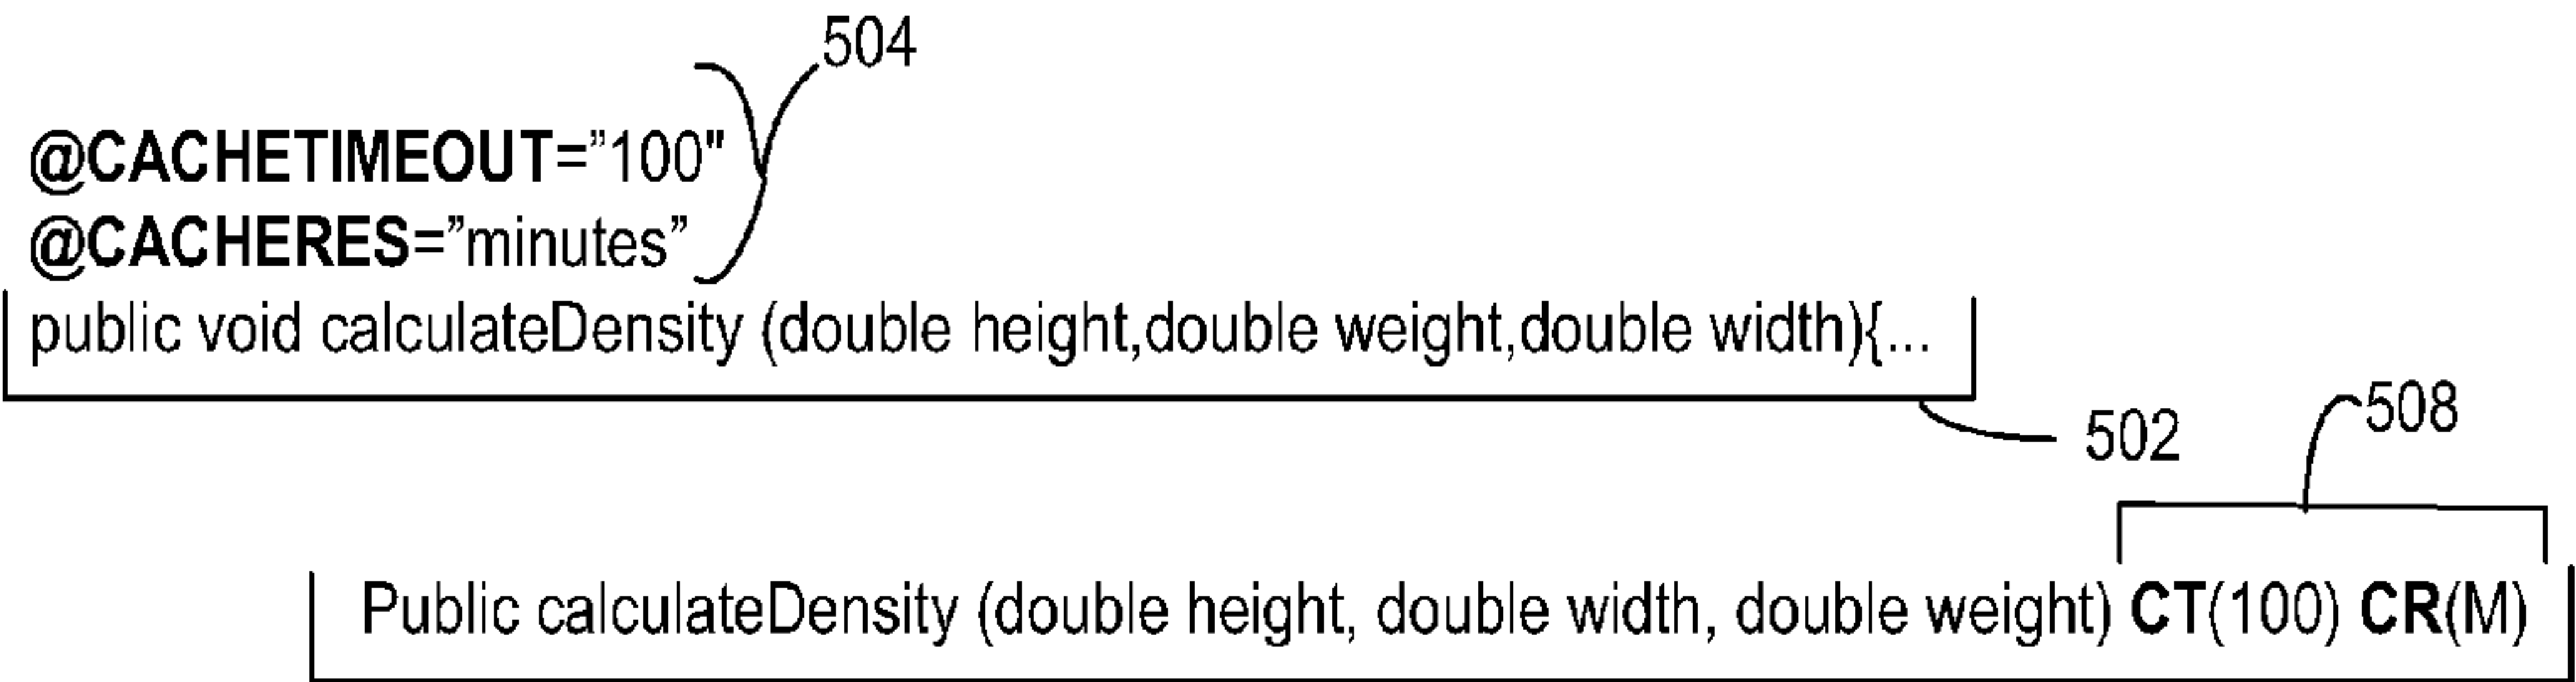 504
@CACHETIMEOUT=”100"
@CACHERES=”minutes”
public void calculateDensity (double height,double weight,double width){...
502
508
Public calculateDensity (double height, double width, double weight) CT(100) CR(M)